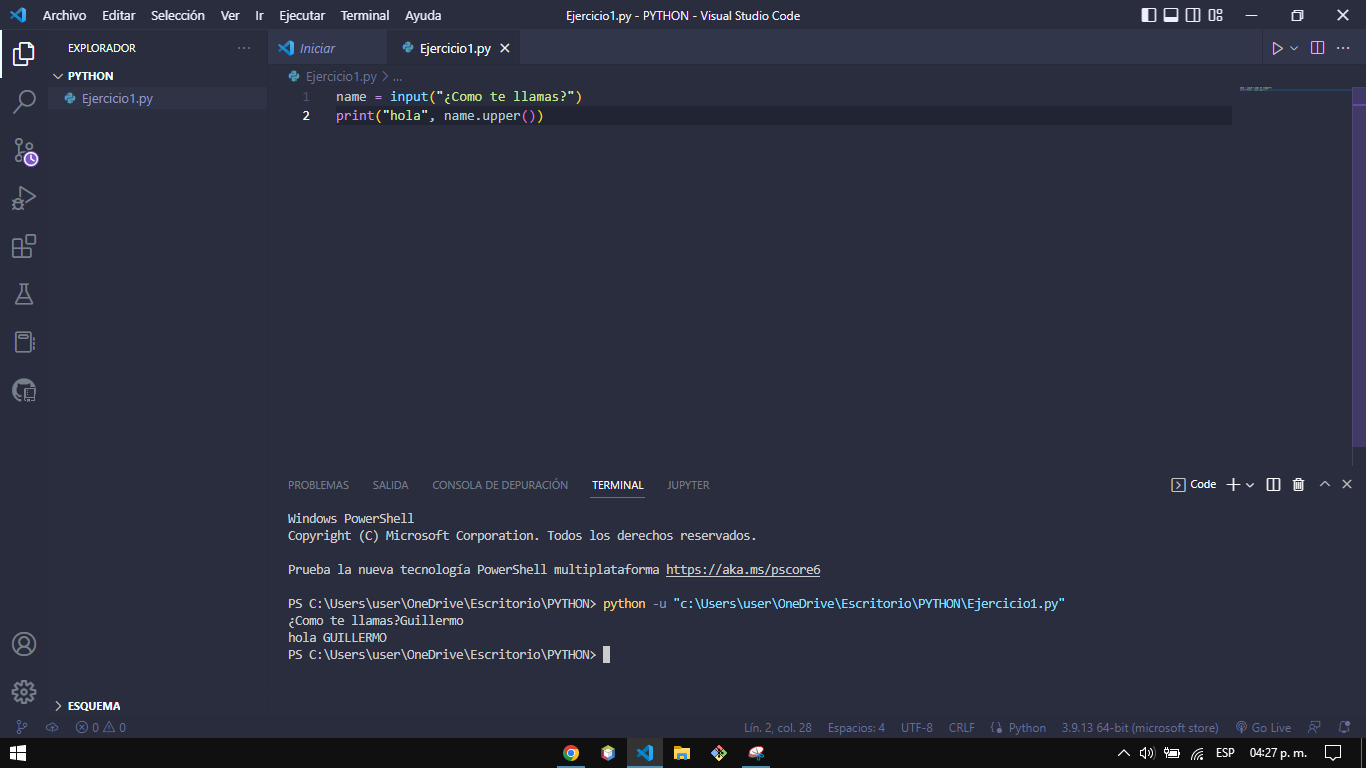 Archivo Editar Selección Ver Ir Ejecutar Terminal Ayuda Ejercicio1.py - PYTHON - Visual Studio Code
EXPLORADOR
Iniciar Ejercicio1.py
PYTHON
Ejercicio1.py
Ejercicio1.py > ...
1 name = input("¿Como te llamas?")
2 print("hola", name.upper())
PROBLEMAS SALIDA CONSOLA DE DEPURACIÓN TERMINAL JUPYTER Code
Windows PowerShell
Copyright (C) Microsoft Corporation. Todos los derechos reservados.
Prueba la nueva tecnología PowerShell multiplataforma https://aka.ms/pscore6
PS C:\Users\user\OneDrive\Escritorio\PYTHON> python -u "c:\Users\user\OneDrive\Escritorio\PYTHON\Ejercicio1.py"
¿Como te llamas?Guillermo
hola GUILLERMO
PS C:\Users\user\OneDrive\Escritorio\PYTHON>
ESQUEMA
0 0 Lín. 2, col. 28 Espacios: 4 UTF-8 CRLF Python 3.9.13 64-bit (microsoft store) Go Live
ESP 04:27 p. m.